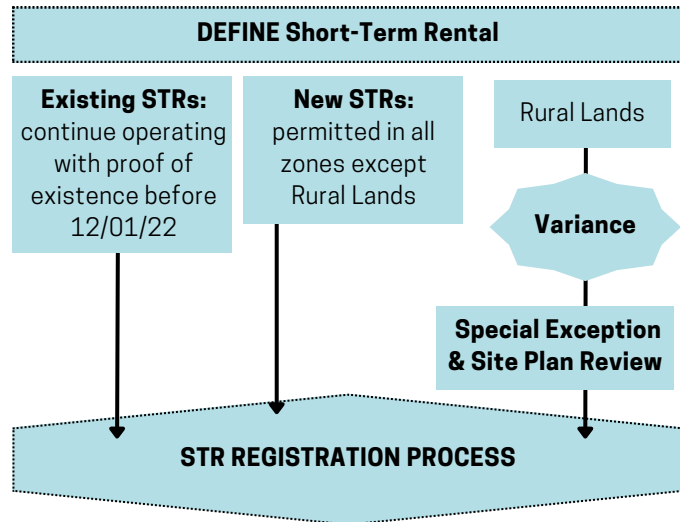 DEFINE Short-Term Rental
Existing STRs:
continue operating
with proof of
existence before
12/01/22
New STRs:
permitted in all
zones except
Rural Lands
Rural Lands
Variance
Special Exception
& Site Plan Review
STR REGISTRATION PROCESS